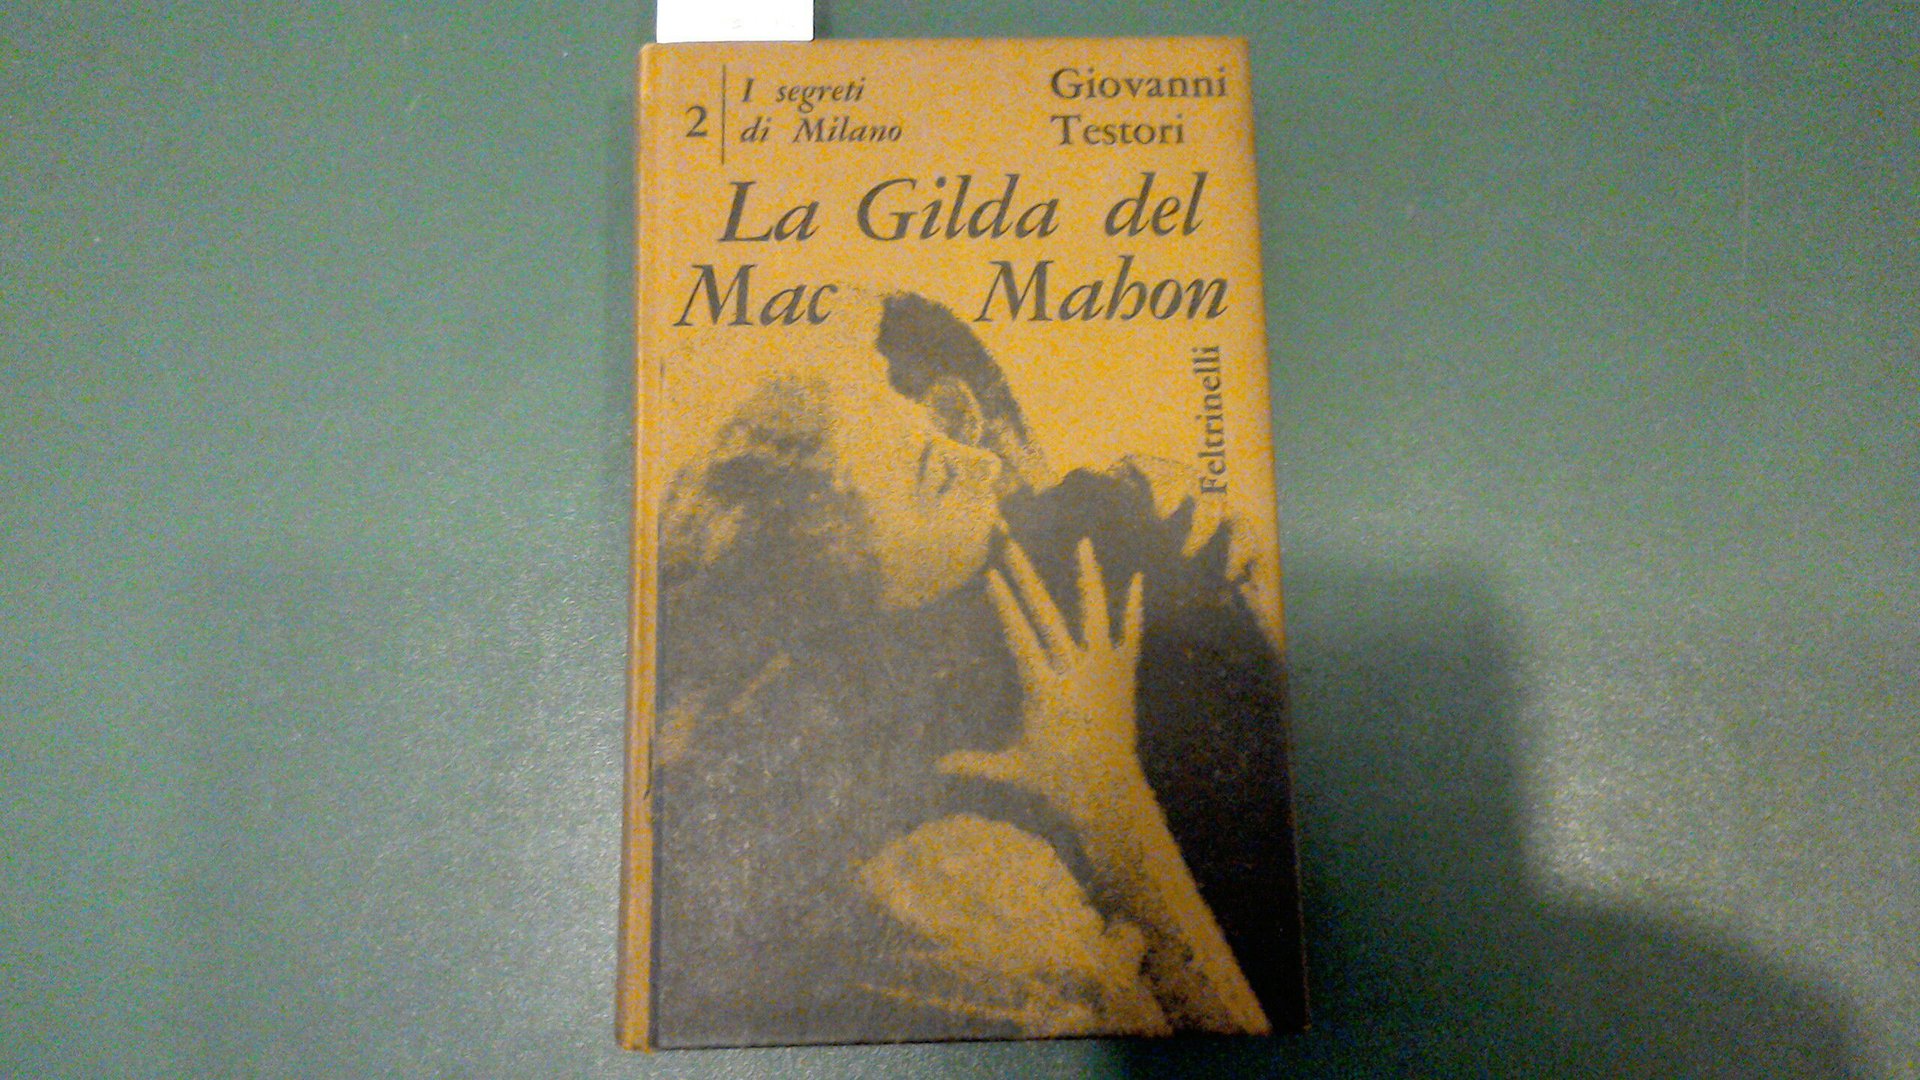 2
I segreti
di Milano
Giovanni
Testori
La Gilda del
Mac Mahon
Feltrinelli